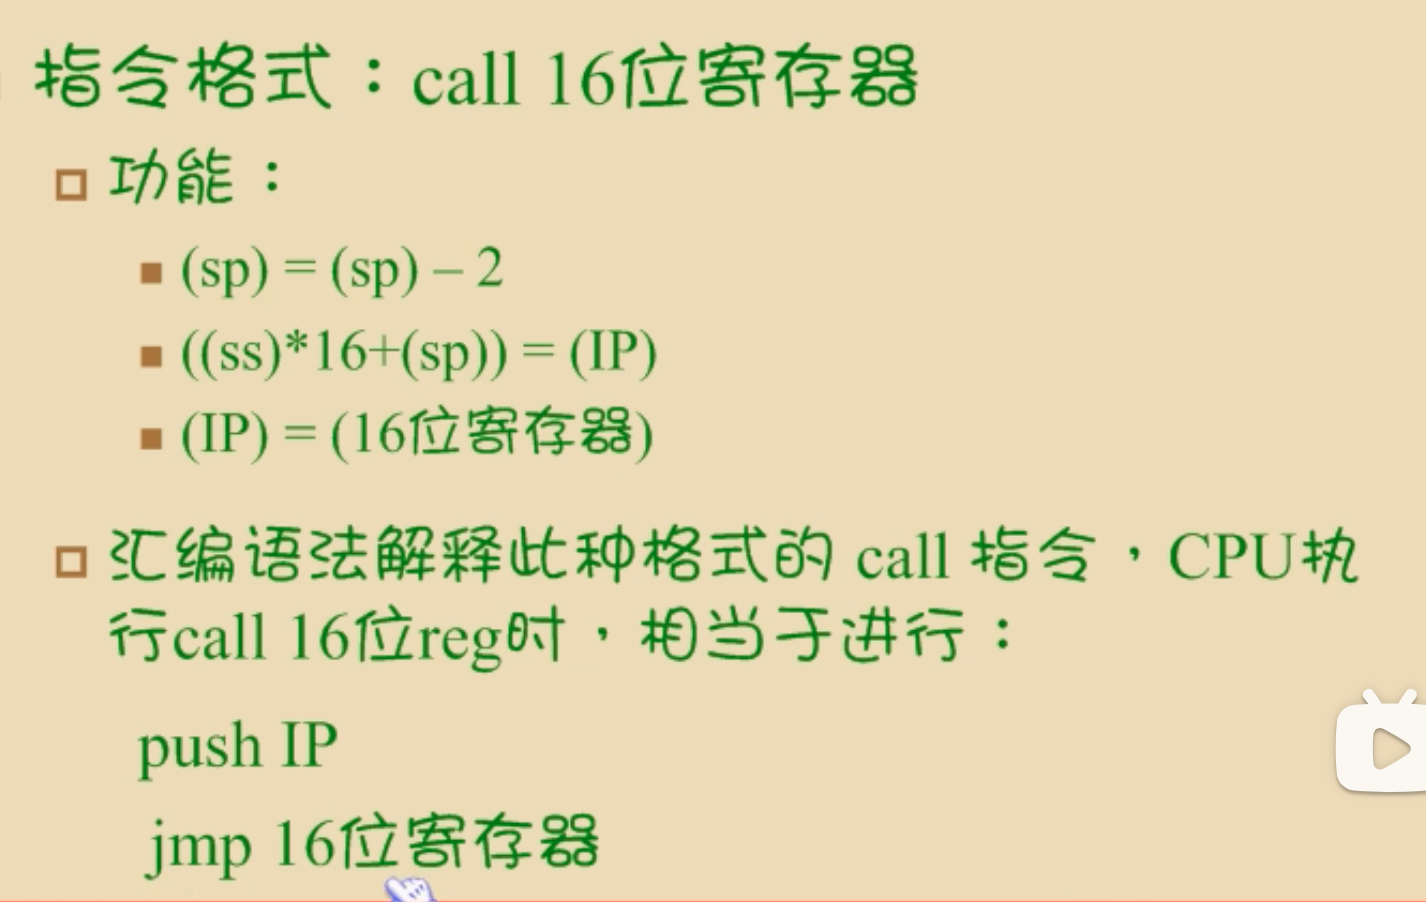 指令格式：call 16位寄存器
功能：
(sp) = (sp) – 2
((ss)*16+(sp)) = (IP)
(IP) = (16位寄存器)
汇编语法解释此种格式的 call 指令，CPU执
行call 16位reg时，相当于进行：
push IP
jmp 16位寄存器